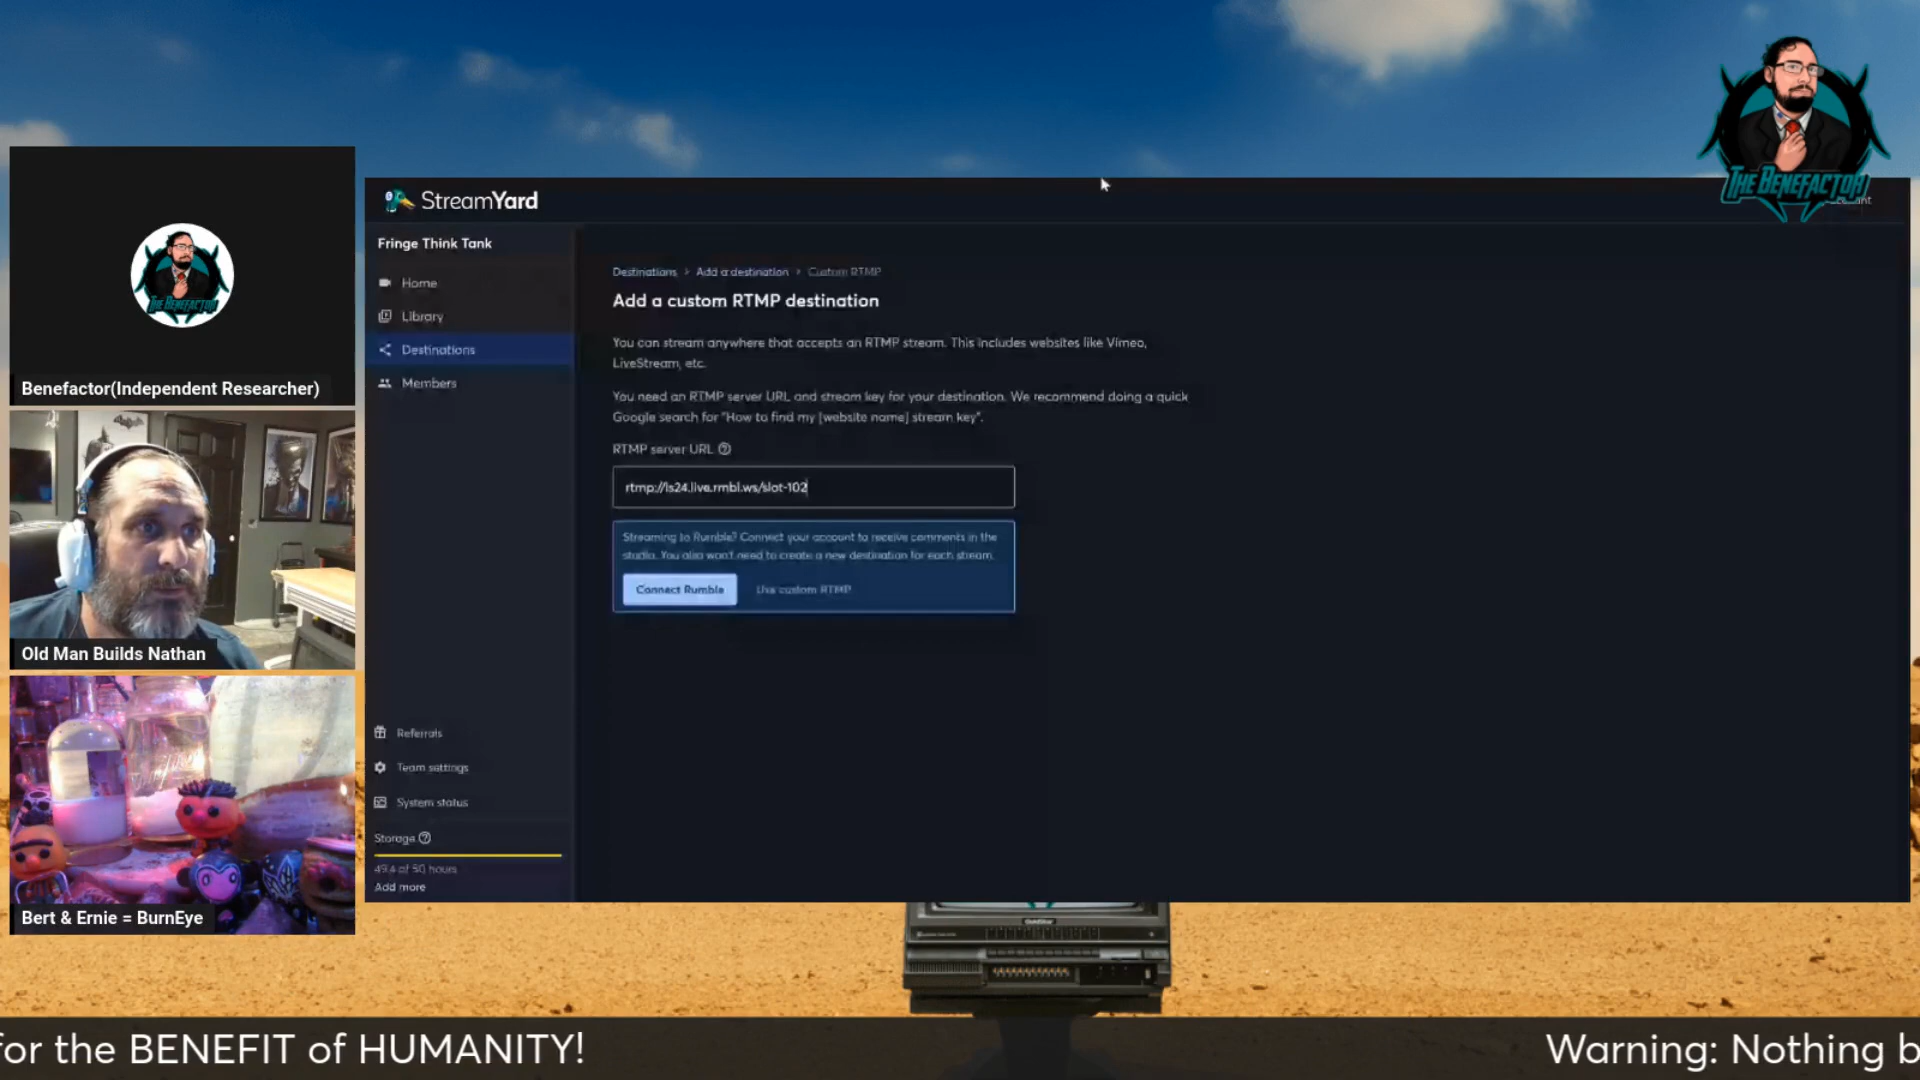 THE BENEFACTOR
StreamYard
Fringe Think Tank
Home
Library
Destinations
Members
Destinations > Add a destination > Custom RTMP
Add a custom RTMP destination
You can stream anywhere that accepts an RTMP stream. This includes websites like Vimeo,
LiveStream, etc.
You need an RTMP server URL and stream key for your destination. We recommend doing a quick
Google search for "How to find my [website name] stream key".
RTMP server URL
rtmp://ls24.live.rmbl.ws/slot-102
Streaming to Rumble? Connect your account to receive comments in the
studio. You also won't need to create a new destination for each stream.
Connect Rumble
Use custom RTMP
Referrals
Team settings
System status
Storage
49.4 of 50 hours
Add more
Benefactor(Independent Researcher)
Old Man Builds Nathan
Bert & Ernie = BurnEye
for the BENEFIT of HUMANITY!
Warning: Nothing b